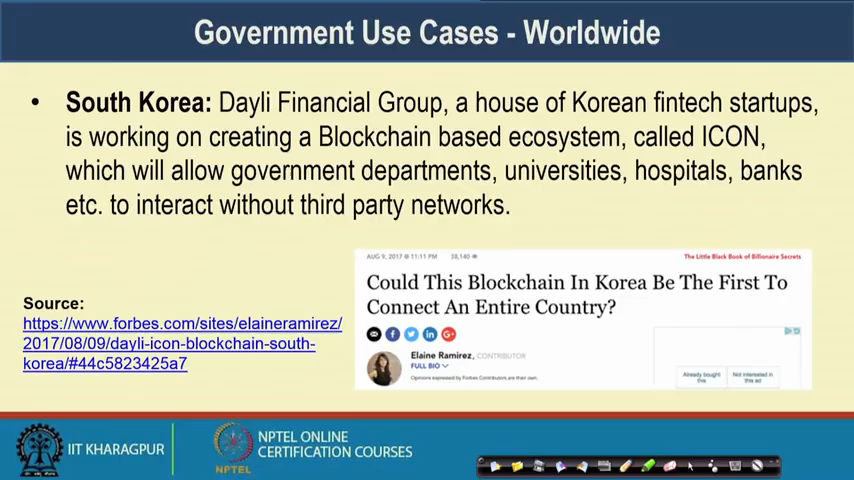 Government Use Cases - Worldwide
• South Korea: Dayli Financial Group, a house of Korean fintech startups,
is working on creating a Blockchain based ecosystem, called ICON,
which will allow government departments, universities, hospitals, banks
etc. to interact without third party networks.
AUG 9, 2017 @ 11:11 PM 38,140
The Little Black Book of Billionaire Secrets
Could This Blockchain In Korea Be The First To
Connect An Entire Country?
Elaine Ramirez, CONTRIBUTOR
FULL BIO
Opinions expressed by Forbes Contributors are their own.
Already bought
this
Not interested in
this ad
Source:
https://www.forbes.com/sites/elaineramirez/
2017/08/09/dayli-icon-blockchain-south-
korea/#44c5823425a7
IIT KHARAGPUR
NPTEL
NPTEL ONLINE
CERTIFICATION COURSES